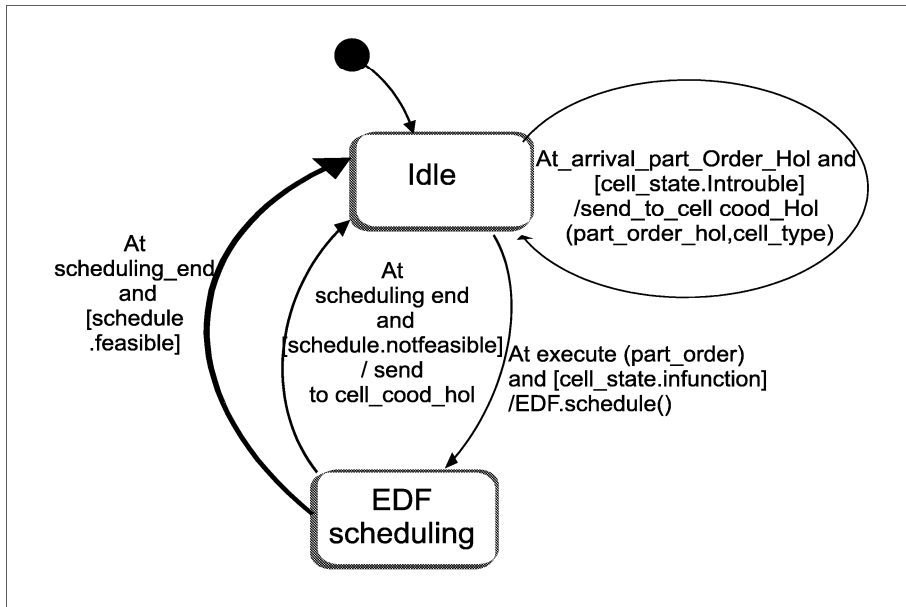 Idle
At_arrival_part_Order_Hol and
[cell_state.Introuble]
/send_to_cell cood_Hol
(part_order_hol,cell_type)
At
scheduling_end
and
[schedule
.feasible]
At
scheduling end
and
[schedule.notfeasible]
/ send
to cell_cood_hol
At execute (part_order)
and [cell_state.infunction]
/EDF.schedule()
EDF
scheduling